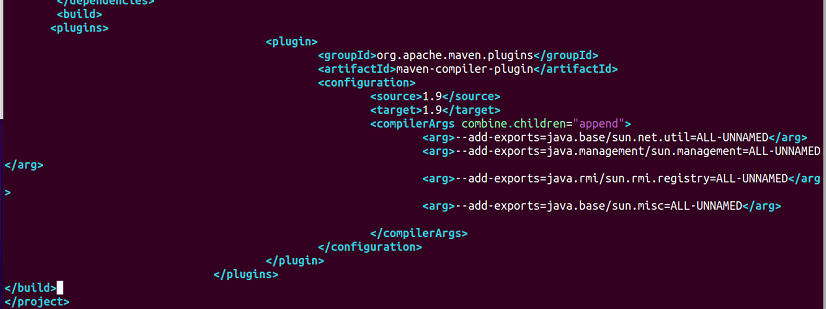 </dependencies>
<build>
<plugins>
<plugin>
<groupId>org.apache.maven.plugins</groupId>
<artifactId>maven-compiler-plugin</artifactId>
<configuration>
<source>1.9</source>
<target>1.9</target>
<compilerArgs combine.children="append">
<arg>--add-exports=java.base/sun.net.util=ALL-UNNAMED</arg>
<arg>--add-exports=java.management/sun.management=ALL-UNNAMED
</arg>
<arg>--add-exports=java.rmi/sun.rmi.registry=ALL-UNNAMED</arg
>
<arg>--add-exports=java.base/sun.misc=ALL-UNNAMED</arg>
</compilerArgs>
</configuration>
</plugin>
</plugins>
</build>
</project>